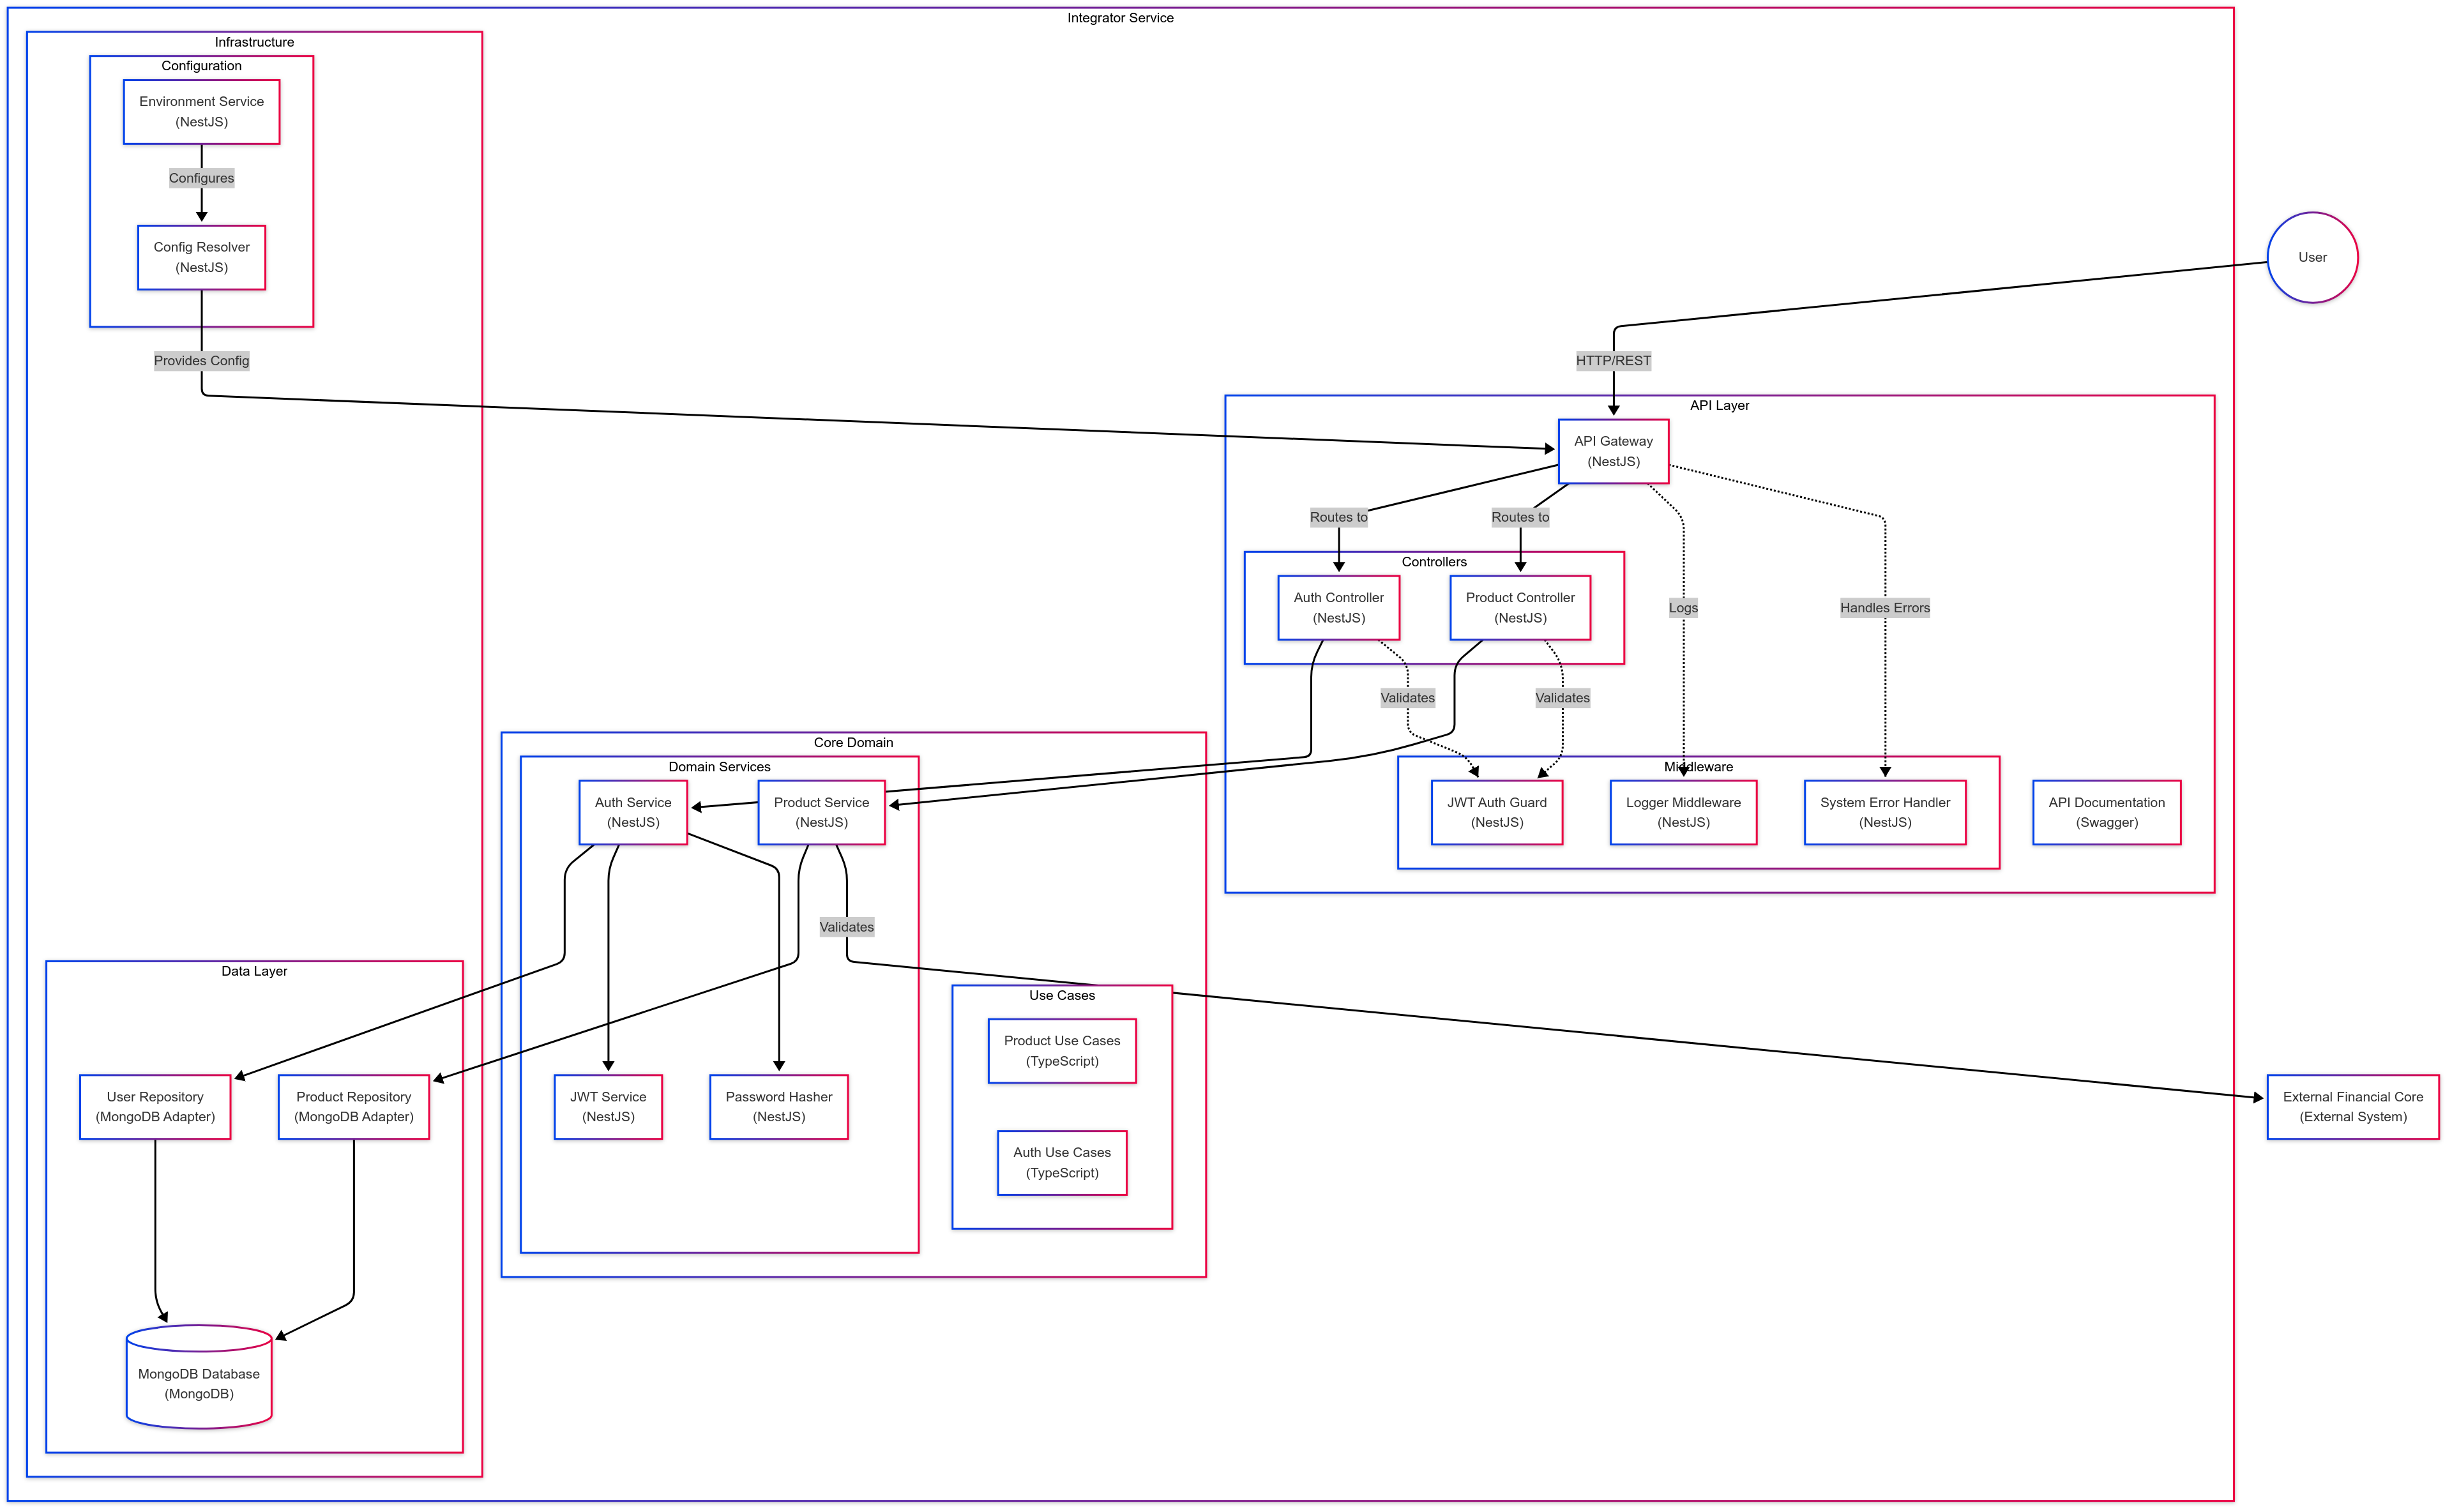 Integrator Service
Infrastructure
Configuration
Environment Service
(NestJS)
Configures
Config Resolver
(NestJS)
Provides Config
User
HTTP/REST
API Layer
API Gateway
(NestJS)
Routes to
Routes to
Controllers
Auth Controller
(NestJS)
Product Controller
(NestJS)
Logs
Handles Errors
Validates
Validates
Middleware
JWT Auth Guard
(NestJS)
Logger Middleware
(NestJS)
System Error Handler
(NestJS)
API Documentation
(Swagger)
Core Domain
Domain Services
Auth Service
(NestJS)
Product Service
(NestJS)
Validates
Data Layer
User Repository
(MongoDB Adapter)
Product Repository
(MongoDB Adapter)
JWT Service
(NestJS)
Password Hasher
(NestJS)
Use Cases
Product Use Cases
(TypeScript)
Auth Use Cases
(TypeScript)
External Financial Core
(External System)
MongoDB Database
(MongoDB)